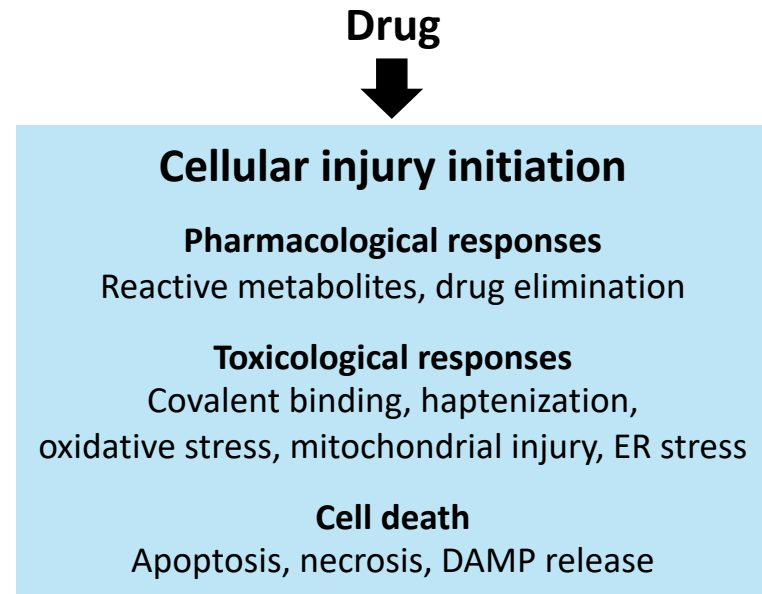 Drug
Cellular injury initiation
Pharmacological responses
Reactive metabolites, drug elimination
Toxicological responses
Covalent binding, haptenization,
oxidative stress, mitochondrial injury, ER stress
Cell death
Apoptosis, necrosis, DAMP release